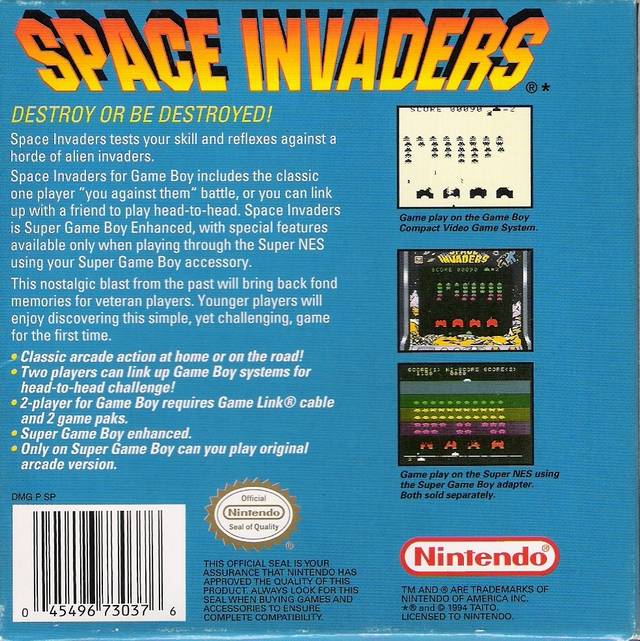 SPACE INVADERS®*
DESTROY OR BE DESTROYED!
Space Invaders tests your skill and reflexes against a
horde of alien invaders.
Space Invaders for Game Boy includes the classic
one player "you against them" battle, or you can link
up with a friend to play head-to-head. Space Invaders
is Super Game Boy Enhanced, with special features
available only when playing through the Super NES
using your Super Game Boy accessory.
This nostalgic blast from the past will bring back fond
memories for veteran players. Younger players will
enjoy discovering this simple, yet challenging, game
for the first time.
• Classic arcade action at home or on the road!
• Two players can link up Game Boy systems for
head-to-head challenge!
• 2-player for Game Boy requires Game Link® cable
and 2 game paks.
• Super Game Boy enhanced.
• Only on Super Game Boy can you play original
arcade version.
SCORE 00090 =2
Game play on the Game Boy
Compact Video Game System.
SPACE
INVADERS
SCORE 00090 =2
SCORE(1) HI-SCORE SCORE(2)
Game play on the Super NES using
the Super Game Boy adapter.
Both sold separately.
DMG P SP
0 45496 73037 6
Official
Nintendo
Seal of Quality
®
THIS OFFICIAL SEAL IS YOUR
ASSURANCE THAT NINTENDO HAS
APPROVED THE QUALITY OF THIS
PRODUCT. ALWAYS LOOK FOR THIS
SEAL WHEN BUYING GAMES AND
ACCESSORIES TO ENSURE
COMPLETE COMPATIBILITY.
Nintendo®
TM AND ® ARE TRADEMARKS OF
NINTENDO OF AMERICA INC.
*® and © 1994 TAITO.
LICENSED TO NINTENDO.